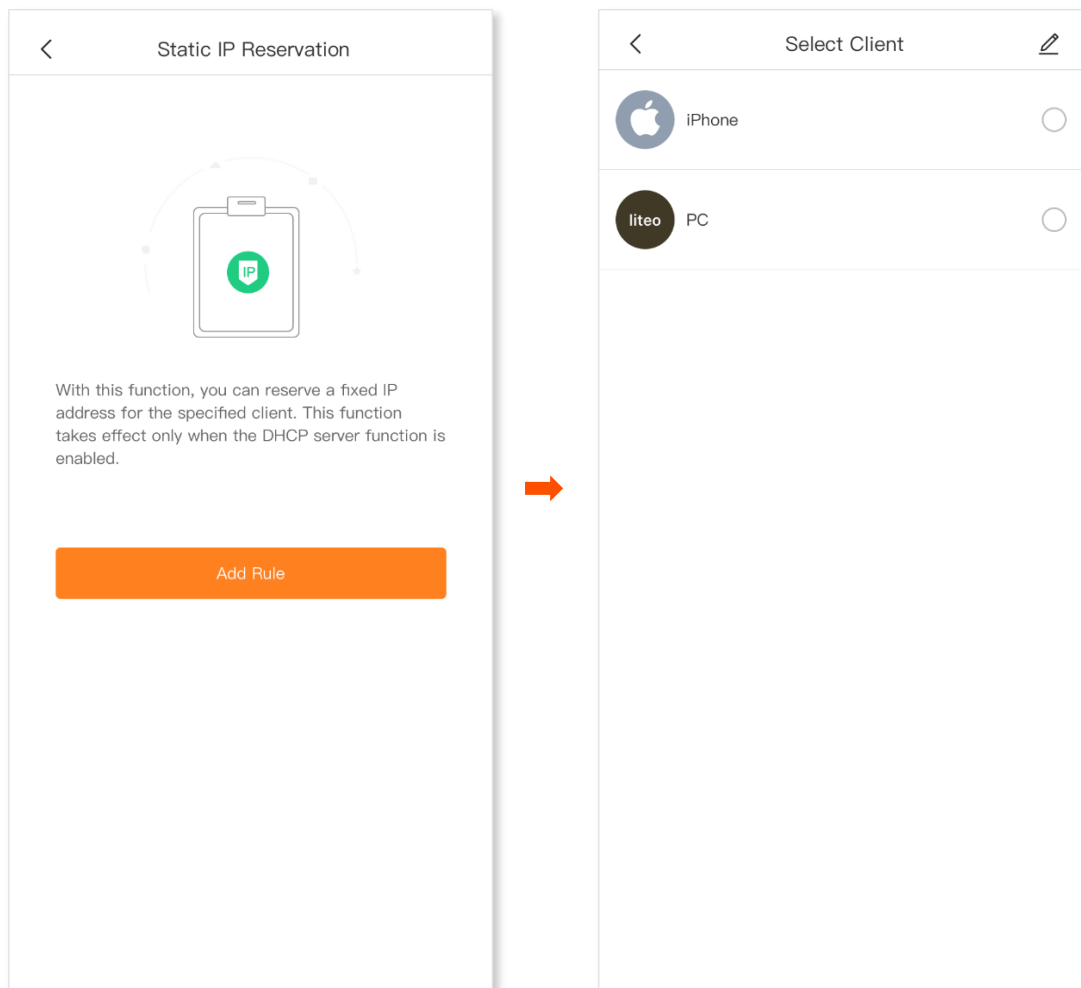 Static IP Reservation
IP
With this function, you can reserve a fixed IP
address for the specified client. This function
takes effect only when the DHCP server function is
enabled.
Add Rule
Select Client
iPhone
liteo
PC